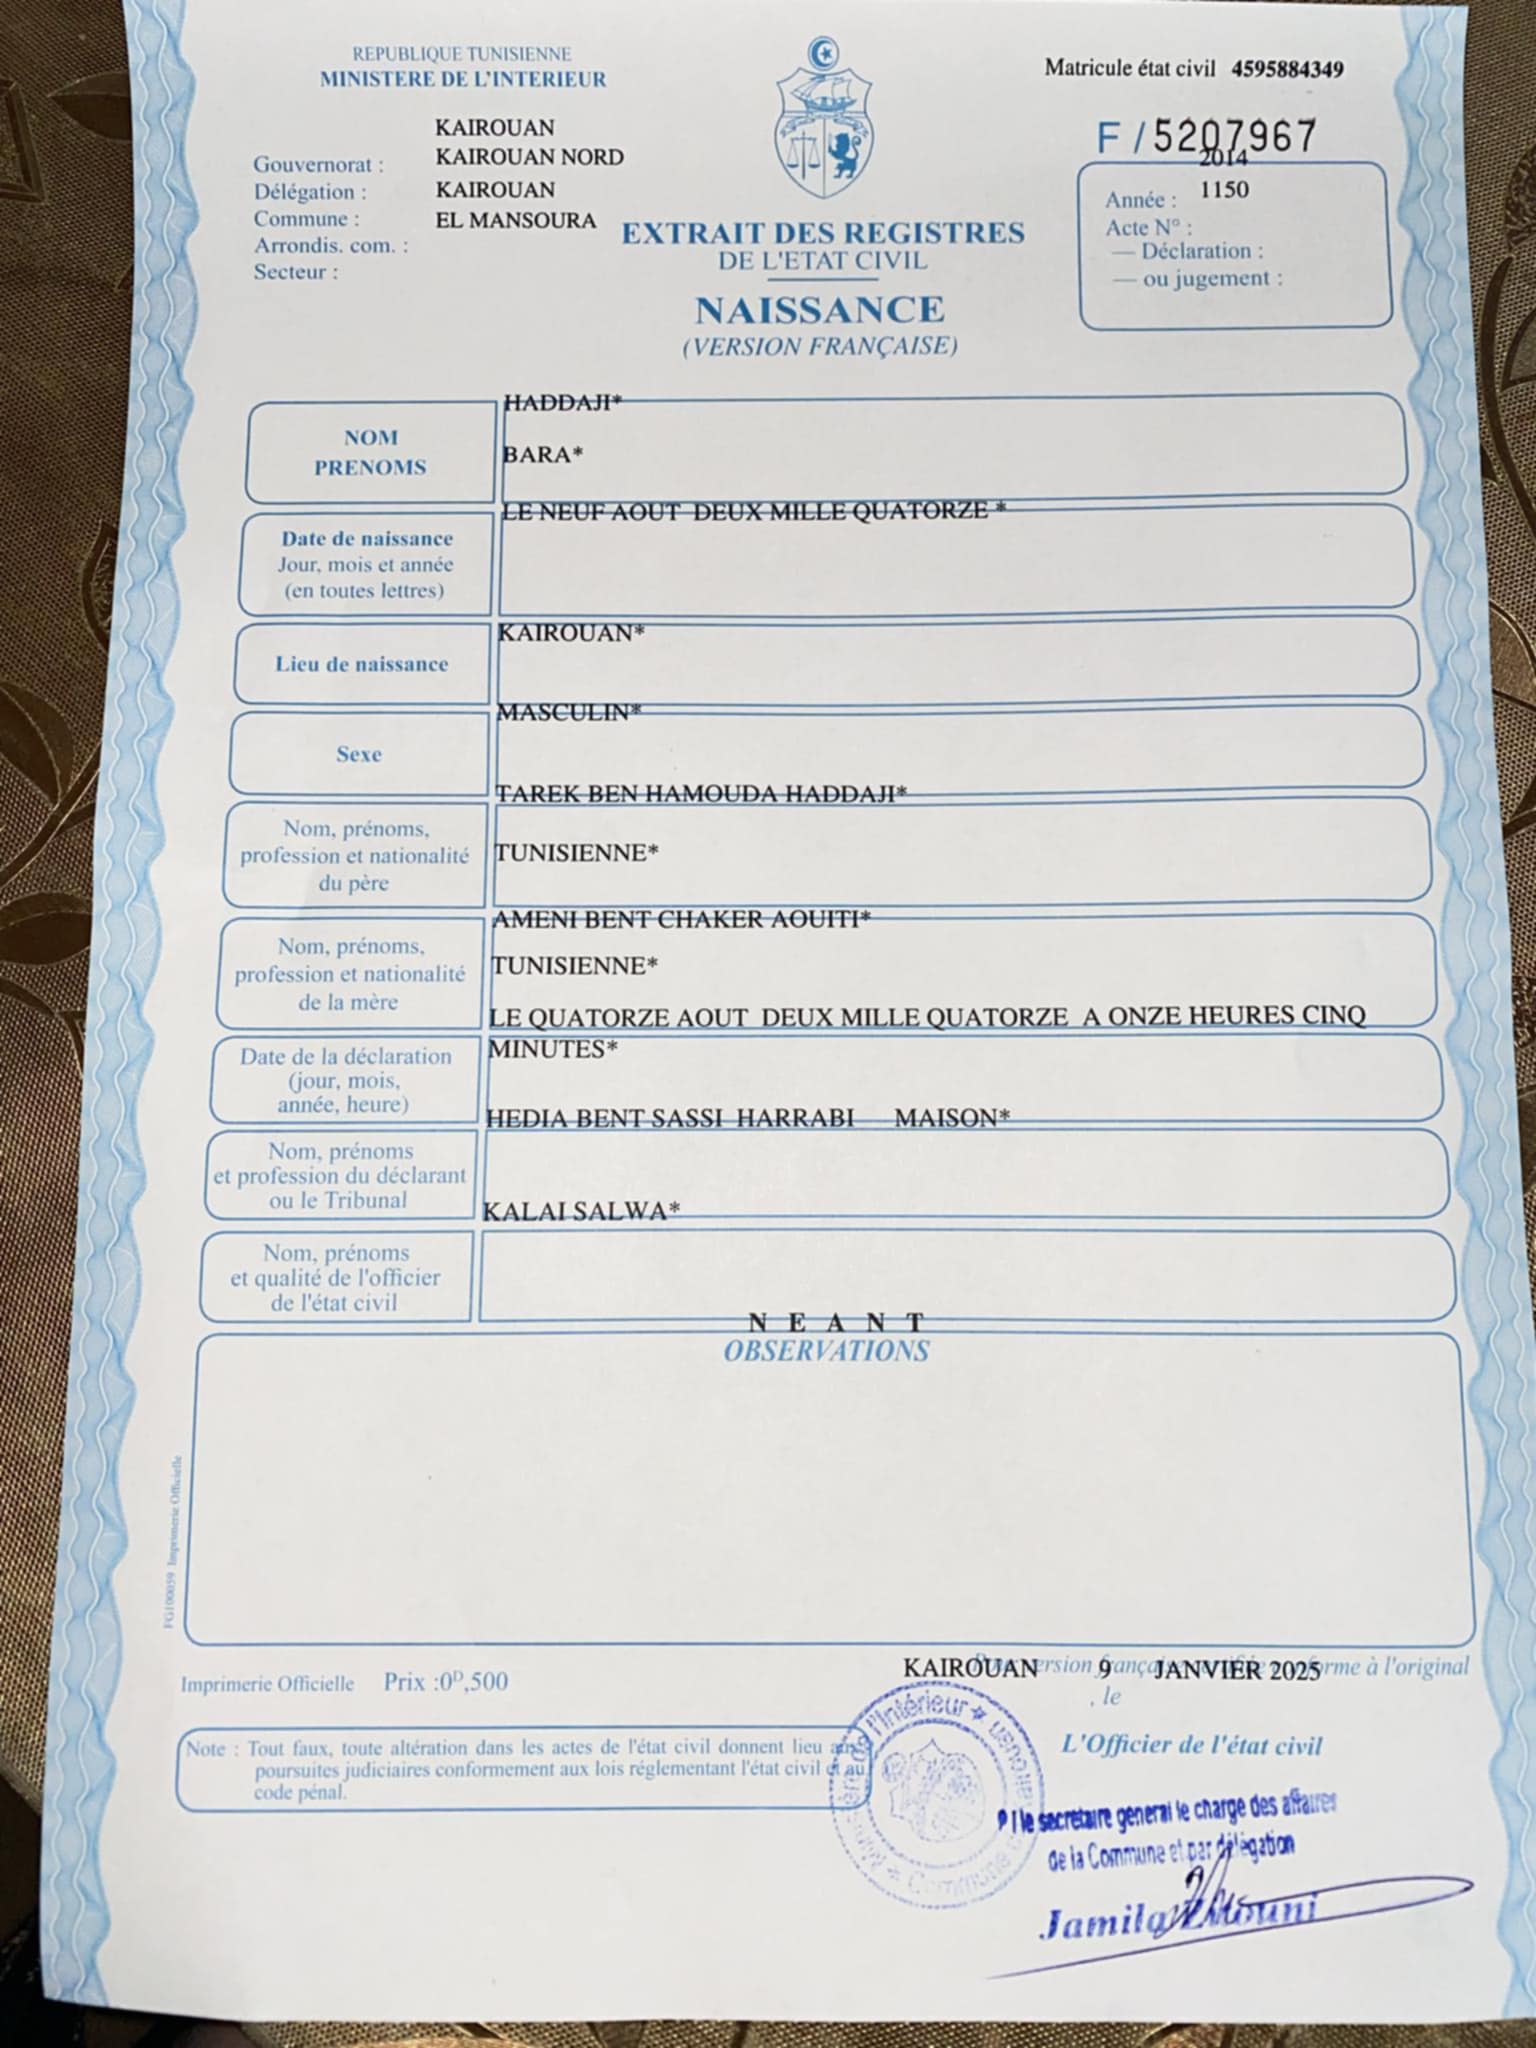 REPUBLIQUE TUNISIENNE
MINISTERE DE L'INTERIEUR
Matricule état civil 4595884349
F / 5207967
KAIROUAN
Gouvernorat : KAIROUAN NORD
Délégation : KAIROUAN
Commune : EL MANSOURA
Arrondis. com. :
Secteur :
EXTRAIT DES REGISTRES
DE L'ETAT CIVIL
NAISSANCE
(VERSION FRANÇAISE)
2014
Année : 1150
Acte N° :
— Déclaration :
— ou jugement :
NOM
PRENOMS
HADDAJI*
BARA*
Date de naissance
Jour, mois et année
(en toutes lettres)
LE NEUF AOUT DEUX MILLE QUATORZE *
Lieu de naissance
KAIROUAN*
Sexe
MASCULIN*
Nom, prénoms,
profession et nationalité
du père
TAREK BEN HAMOUDA HADDAJI*
TUNISIENNE*
Nom, prénoms,
profession et nationalité
de la mère
AMENI BENT CHAKER AOUITI*
TUNISIENNE*
Date de la déclaration
(jour, mois,
année, heure)
LE QUATORZE AOUT DEUX MILLE QUATORZE A ONZE HEURES CINQ
MINUTES*
Nom, prénoms
et profession du déclarant
ou le Tribunal
HEDIA BENT SASSI HARRABI MAISON*
Nom, prénoms
et qualité de l'officier
de l'état civil
KALAI SALWA*
N E A N T
OBSERVATIONS
FG100059 Imprimerie Officielle
Imprimerie Officielle Prix :0D,500
version française conforme à l'original
KAIROUAN 9 JANVIER 2025
, le
L'Officier de l'état civil
Note : Tout faux, toute altération dans les actes de l'état civil donnent lieu aux
poursuites judiciaires conformement aux lois réglementant l'état civil et au
code pénal.
l'Intérieur * Commune
P / le secretaire general le charge des affaires
de la Commune et par délégation
Jamila